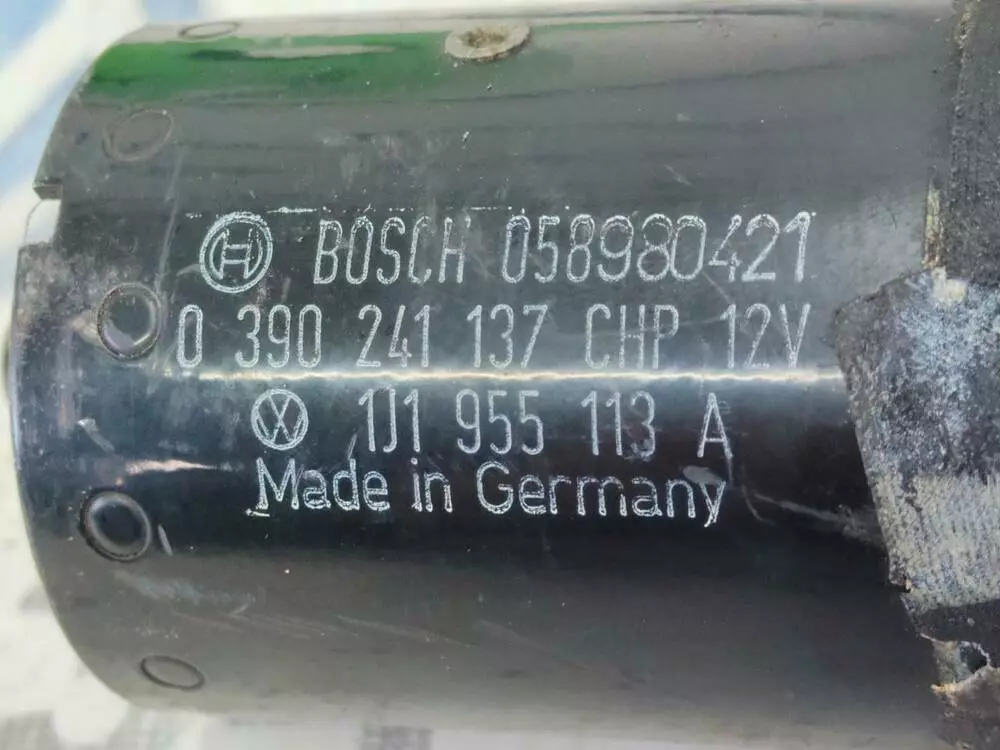 BOSCH 058980421
0 390 241 137 CHP 12V
1J1 955 113 A
Made in Germany